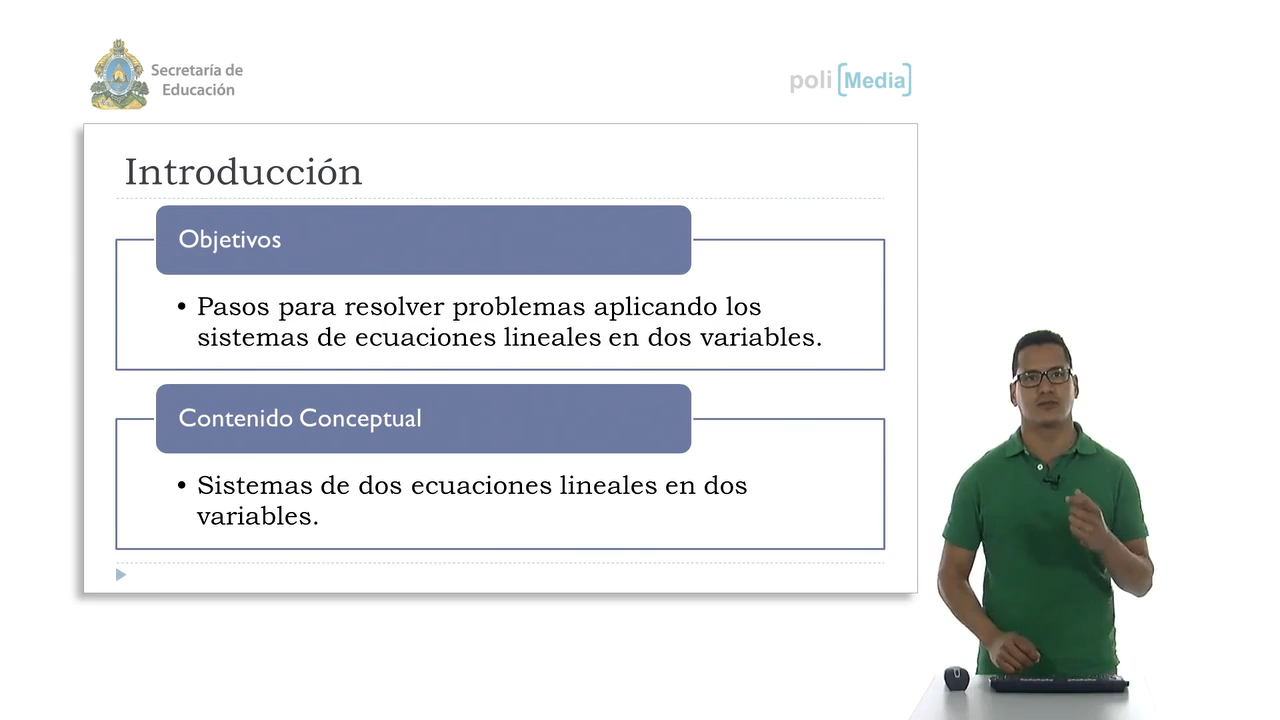 Secretaría de
Educación
poli [Media]
Introducción
Objetivos
• Pasos para resolver problemas aplicando los
sistemas de ecuaciones lineales en dos variables.
Contenido Conceptual
• Sistemas de dos ecuaciones lineales en dos
variables.